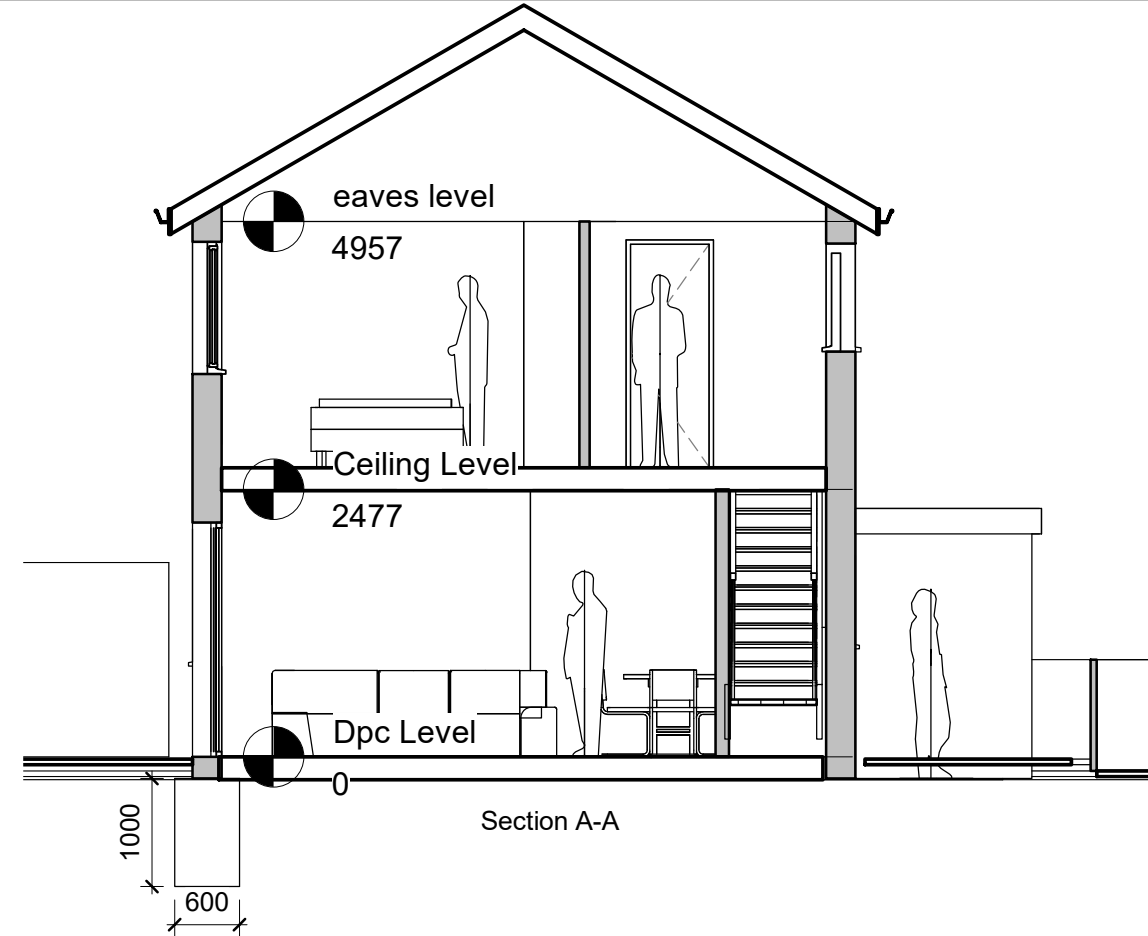 eaves level
4957
Ceiling Level
2477
Dpc Level
0
Section A-A
1000
600